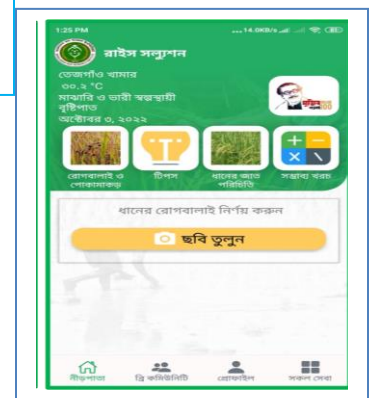 1:25 PM
...14.0KB/s
রাইস সল্যুশন
তেজগাঁও খামার
৩০.২ °C
মাঝারি ও ভারী স্বল্পস্থায়ী
বৃষ্টিপাত
অক্টোবর ৩, ২০২২
রোগবালাই ও
পোকামাকড়
টিপস
ধানের জাত
পরিচিতি
সম্ভাব্য খরচ
ধানের রোগবালাই নির্ণয় করুন
ছবি তুলুন
নীড়পাতা
ব্রি কমিউনিটি
প্রোফাইল
সকল সেবা